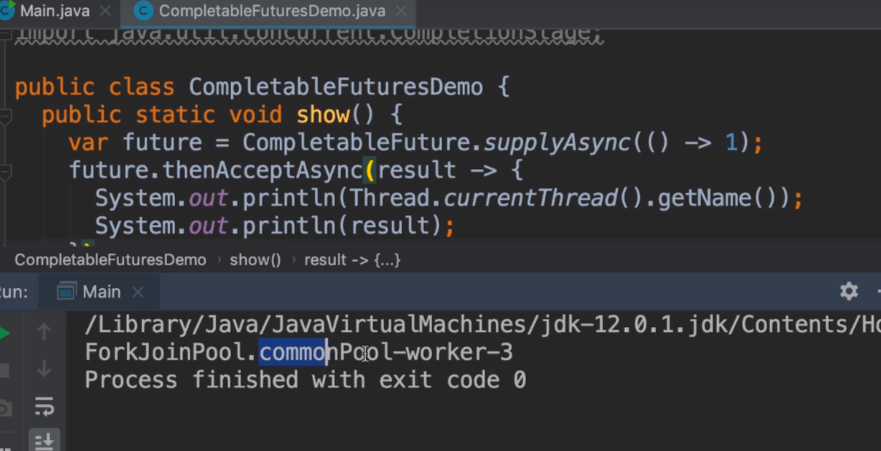 Main.java CompletableFuturesDemo.java
import java.util.concurrent.CompletionStage;
public class CompletableFuturesDemo {
public static void show() {
var future = CompletableFuture.supplyAsync(() -> 1);
future.thenAcceptAsync(result -> {
System.out.println(Thread.currentThread().getName());
System.out.println(result);
})
CompletableFuturesDemo › show() › result -> {...}
un: Main
/Library/Java/JavaVirtualMachines/jdk-12.0.1.jdk/Contents/Ho
ForkJoinPool.commonPool-worker-3
Process finished with exit code 0